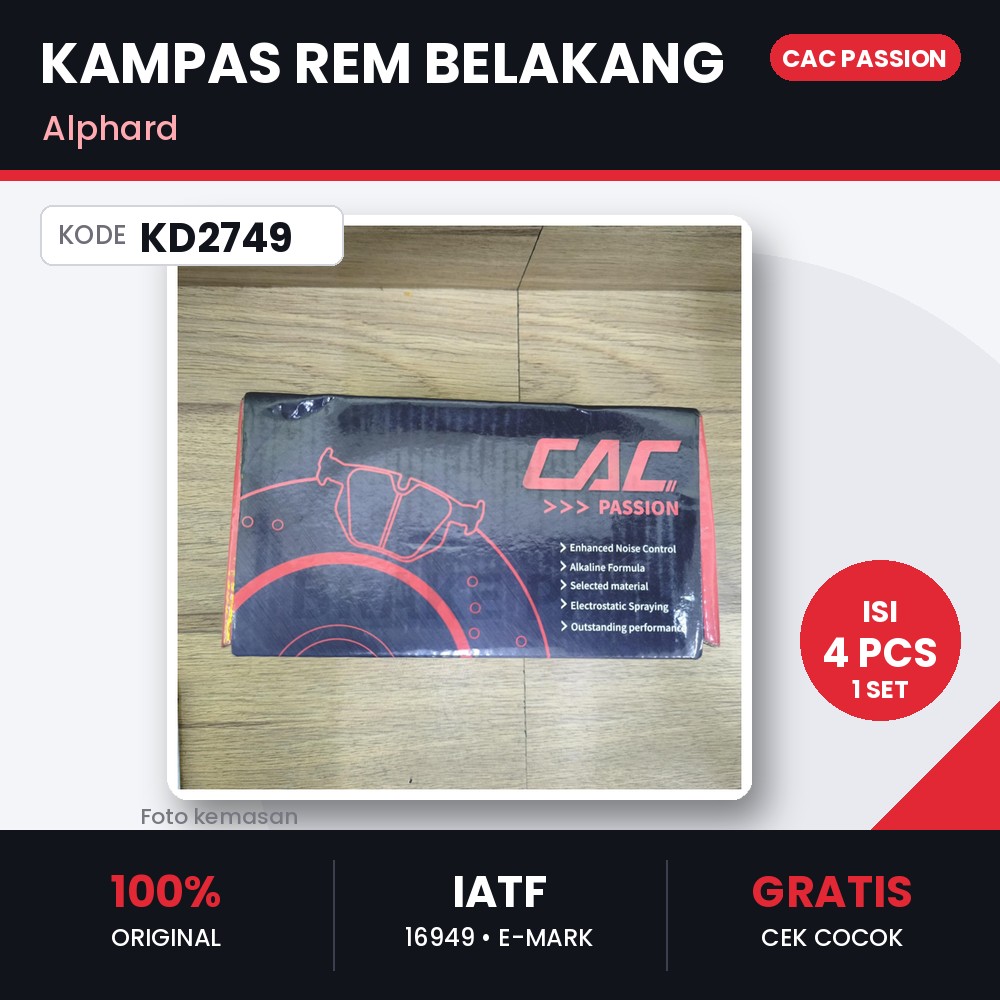 KAMPAS REM BELAKANG
CAC PASSION
Alphard
KODE KD2749
CAC
>>> PASSION
> Enhanced Noise Control
> Alkaline Formula
> Selected material
> Electrostatic Spraying
> Outstanding performance
ISI
4 PCS
1 SET
Foto kemasan
100%
ORIGINAL
IATF
16949 • E-MARK
GRATIS
CEK COCOK